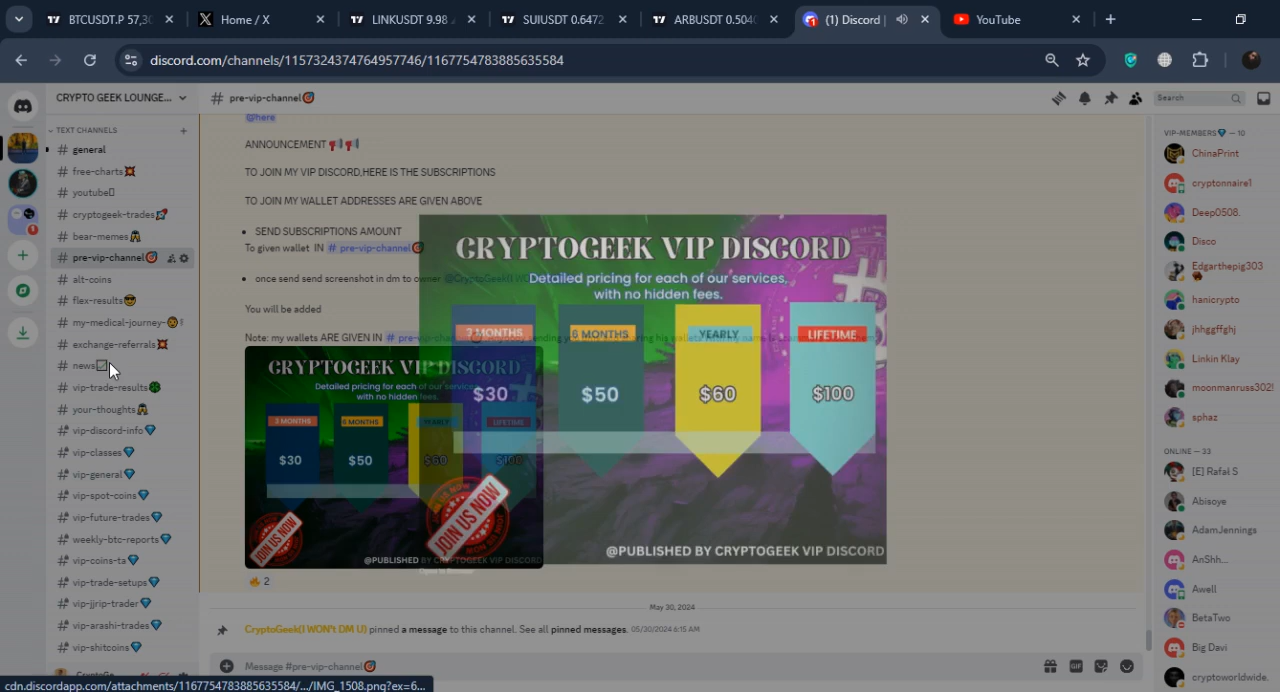 BTCUSDT.P 57,30
Home / X
LINKUSDT 9.98
SUIUSDT 0.6472
ARBUSDT 0.504
(1) Discord |
YouTube
discord.com/channels/1157324374764957746/1167754783885635584
CRYPTO GEEK LOUNGE...
# pre-vip-channel🎯
Search
TEXT CHANNELS
general
free-charts💥
youtube
cryptogeek-trades🚀
bear-memes
pre-vip-channel🎯
alt-coins
flex-results😎
my-medical-journey-
exchange-referrals💥
news
vip-trade-results
your-thoughts
vip-discord-info💎
vip-classes💎
vip-general💎
vip-spot-coins💎
vip-future-trades💎
weekly-btc-reports💎
vip-coins-ta💎
vip-trade-setups💎
vip-jjrip-trader💎
vip-arashi-trades💎
vip-shitcoins💎
CryptoGe...
@here
ANNOUNCEMENT 📢📢
TO JOIN MY VIP DISCORD,HERE IS THE SUBSCRIPTIONS
TO JOIN MY WALLET ADDRESSES ARE GIVEN ABOVE
• SEND SUBSCRIPTIONS AMOUNT
To given wallet IN # pre-vip-channel🎯
• once send send screenshot in dm to owner
You will be added
Note: my wallets ARE GIVEN IN
CRYPTOGEEK VIP DISCORD
Detailed pricing for each of our services,
with no hidden fees.
3 MONTHS 6 MONTHS YEARLY LIFETIME
$30 $50 $60 $100
JOIN US NOW
@PUBLISHED BY CRYPTOGEEK VIP DISCORD
CRYPTOGEEK VIP DISCORD
Detailed pricing for each of our services,
with no hidden fees.
3 MONTHS 6 MONTHS YEARLY LIFETIME
$30 $50 $60 $100
JOIN US NOW
@PUBLISHED BY CRYPTOGEEK VIP DISCORD
🔥 2
May 30, 2024
CryptoGeek(I WON'T DM U) pinned a message to this channel. See all pinned messages. 05/30/2024 6:15 AM
Message #pre-vip-channel🎯
GIF
VIP-MEMBERS💎 — 10
ChinaPrint
cryptonnaire1
Deep0508.
Disco
Edgarthepig303
hanicrypto
jhhggffghj
Linkin Klay
moonmanruss302!
sphaz
ONLINE — 33
[E] Rafał S
Abisoye
AdamJennings
AnShh...
Awell
BetaTwo
Big Davi
cryptoworldwide.
cdn.discordapp.com/attachments/1167754783885635584/.../IMG_1508.png?ex=6...